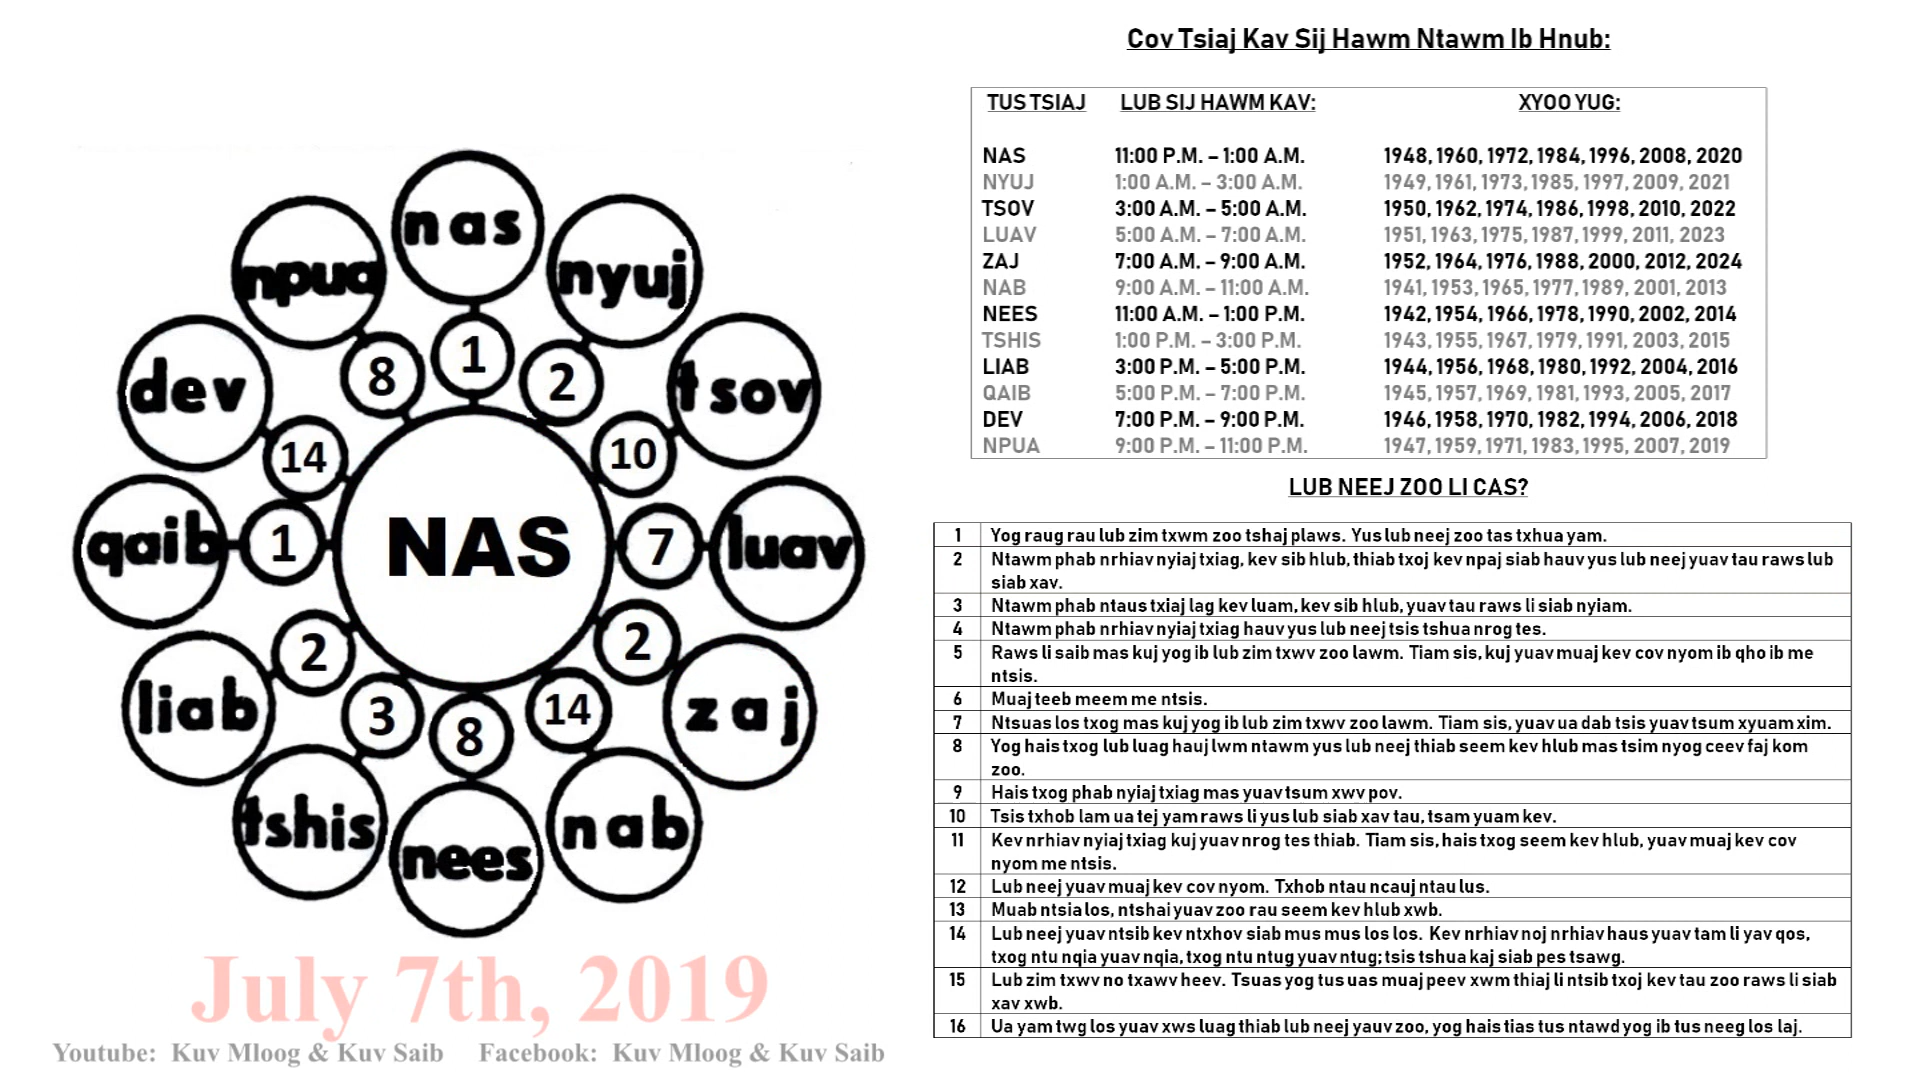 nas
nyuj
tsov
luav
zaj
nab
nees
tshis
liab
qaib
dev
npua
1
2
10
7
2
14
8
3
2
1
14
8
NAS
July 7th, 2019
Youtube: Kuv Mloog & Kuv Saib Facebook: Kuv Mloog & Kuv Saib
Cov Tsiaj Kav Sij Hawm Ntawm Ib Hnub:
TUS TSIAJ LUB SIJ HAWM KAV: XYOO YUG:
NAS 11:00 P.M. – 1:00 A.M. 1948, 1960, 1972, 1984, 1996, 2008, 2020
NYUJ 1:00 A.M. – 3:00 A.M. 1949, 1961, 1973, 1985, 1997, 2009, 2021
TSOV 3:00 A.M. – 5:00 A.M. 1950, 1962, 1974, 1986, 1998, 2010, 2022
LUAV 5:00 A.M. – 7:00 A.M. 1951, 1963, 1975, 1987, 1999, 2011, 2023
ZAJ 7:00 A.M. – 9:00 A.M. 1952, 1964, 1976, 1988, 2000, 2012, 2024
NAB 9:00 A.M. – 11:00 A.M. 1941, 1953, 1965, 1977, 1989, 2001, 2013
NEES 11:00 A.M. – 1:00 P.M. 1942, 1954, 1966, 1978, 1990, 2002, 2014
TSHIS 1:00 P.M. – 3:00 P.M. 1943, 1955, 1967, 1979, 1991, 2003, 2015
LIAB 3:00 P.M. – 5:00 P.M. 1944, 1956, 1968, 1980, 1992, 2004, 2016
QAIB 5:00 P.M. – 7:00 P.M. 1945, 1957, 1969, 1981, 1993, 2005, 2017
DEV 7:00 P.M. – 9:00 P.M. 1946, 1958, 1970, 1982, 1994, 2006, 2018
NPUA 9:00 P.M. – 11:00 P.M. 1947, 1959, 1971, 1983, 1995, 2007, 2019
LUB NEEJ ZOO LI CAS?
1 Yog raug rau lub zim txwm zoo tshaj plaws. Yus lub neej zoo tas txhua yam.
2 Ntawm phab nrhiav nyiaj txiag, kev sib hlub, thiab txoj kev npaj siab hauv yus lub neej yuav tau raws lub
siab xav.
3 Ntawm phab ntaus txiaj lag kev luam, kev sib hlub, yuav tau raws li siab nyiam.
4 Ntawm phab nrhiav nyiaj txiag hauv yus lub neej tsis tshua nrog tes.
5 Raws li saib mas kuj yog ib lub zim txwv zoo lawm. Tiam sis, kuj yuav muaj kev cov nyom ib qho ib me
ntsis.
6 Muaj teeb meem me ntsis.
7 Ntsuas los txog mas kuj yog ib lub zim txwv zoo lawm. Tiam sis, yuav ua dab tsis yuav tsum xyuam xim.
8 Yog hais txog lub luag hauj lwm ntawm yus lub neej thiab seem kev hlub mas tsim nyog ceev faj kom
zoo.
9 Hais txog phab nyiaj txiag mas yuav tsum xwv pov.
10 Tsis txhob lam ua tej yam raws li yus lub siab xav tau, tsam yuam kev.
11 Kev nrhiav nyiaj txiag kuj yuav nrog tes thiab. Tiam sis, hais txog seem kev hlub, yuav muaj kev cov
nyom me ntsis.
12 Lub neej yuav muaj kev cov nyom. Txhob ntau ncauj ntau lus.
13 Muab ntsia los, ntshai yuav zoo rau seem kev hlub xwb.
14 Lub neej yuav ntsib kev ntxhov siab mus mus los los. Kev nrhiav noj nrhiav haus yuav tam li yav qos,
txog ntu nqia yuav nqia, txog ntu ntug yuav ntug; tsis tshua kaj siab pes tsawg.
15 Lub zim txwv no txawv heev. Tsuas yog tus uas muaj peev xwm thiaj li ntsib txoj kev tau zoo raws li siab
xav xwb.
16 Ua yam twg los yuav xws luag thiab lub neej yauv zoo, yog hais tias tus ntawd yog ib tus neeg los laj.